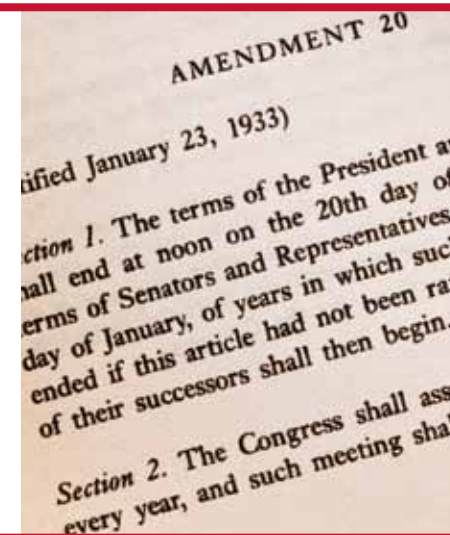 AMENDMENT 20
ified January 23, 1933)
ction 1. The terms of the President a
all end at noon on the 20th day of
erms of Senators and Representatives
day of January, of years in which suc
ended if this article had not been ra
of their successors shall then begin.
Section 2. The Congress shall ass
every year, and such meeting shal